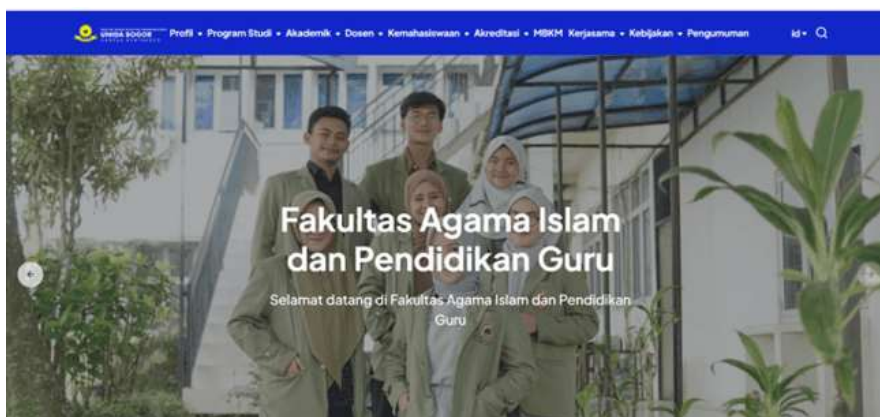 UNIDA BOGOR
Profil Program Studi Akademik Dosen Kemahasiswaan Akreditasi MBKM Kerjasama Kebijakan Pengumuman id
Fakultas Agama Islam
dan Pendidikan Guru
Selamat datang di Fakultas Agama Islam dan Pendidikan
Guru